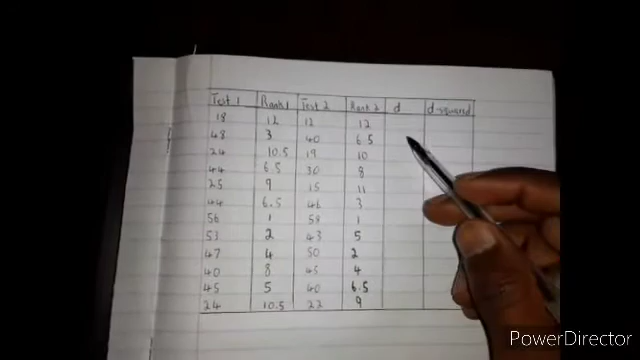 Test 1 Rank 1 Test 2 Rank 2 d d-squared
18 12 12 12
48 3 40 6.5
24 10.5 19 10
44 6.5 30 8
25 9 15 11
44 6.5 46 3
56 1 58 1
53 2 43 5
47 4 50 2
40 8 45 4
45 5 40 6.5
24 10.5 22 9
PowerDirector